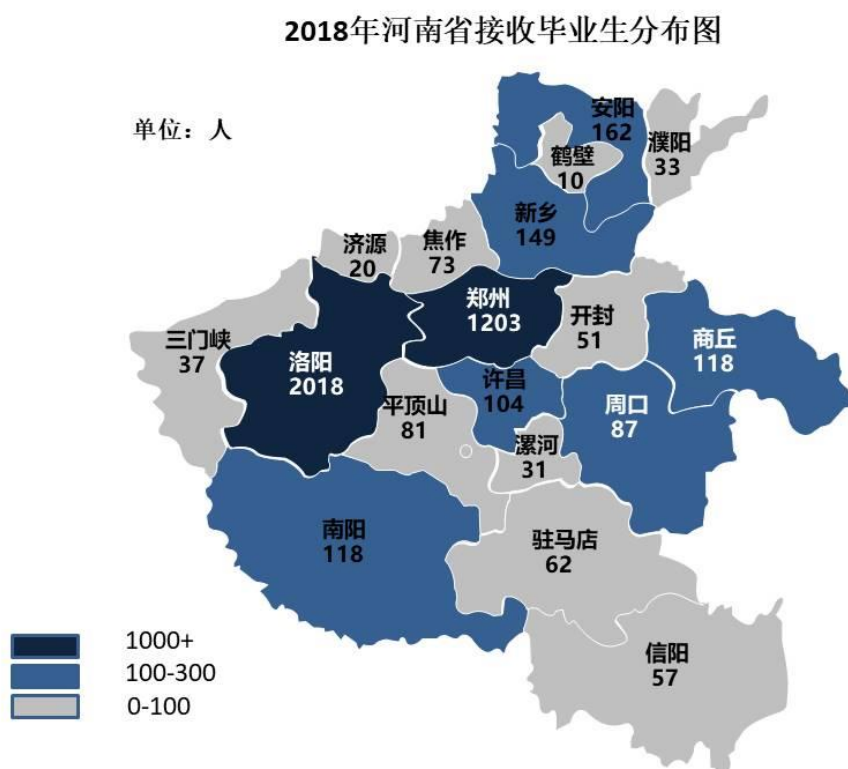 2018年河南省接收毕业生分布图
单位：人
安阳
162
濮阳
33
鹤壁
10
新乡
149
济源
20
焦作
73
郑州
1203
开封
51
商丘
118
三门峡
37
洛阳
2018
许昌
104
平顶山
81
周口
87
漯河
31
南阳
118
驻马店
62
信阳
57
1000+
100-300
0-100